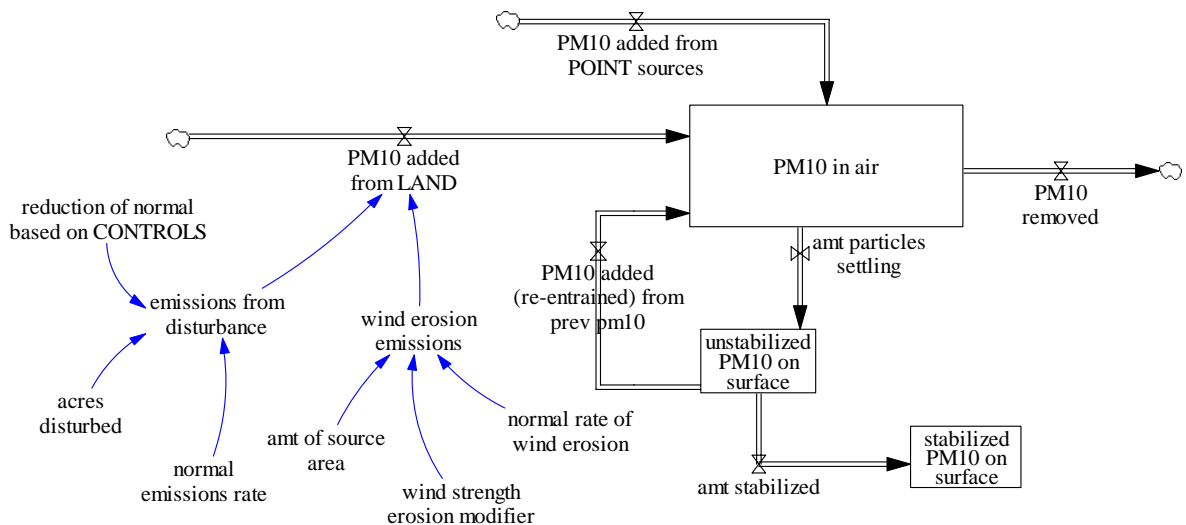 PM10 added from
POINT sources
PM10 added
from LAND
PM10 in air
PM10
removed
reduction of normal
based on CONTROLS
amt particles
settling
PM10 added
(re-entrained) from
prev pm10
emissions from
disturbance
wind erosion
emissions
unstabilized
PM10 on
surface
acres
disturbed
amt of source
area
normal rate of
wind erosion
normal
emissions rate
wind strength
erosion modifier
amt stabilized
stabilized
PM10 on
surface